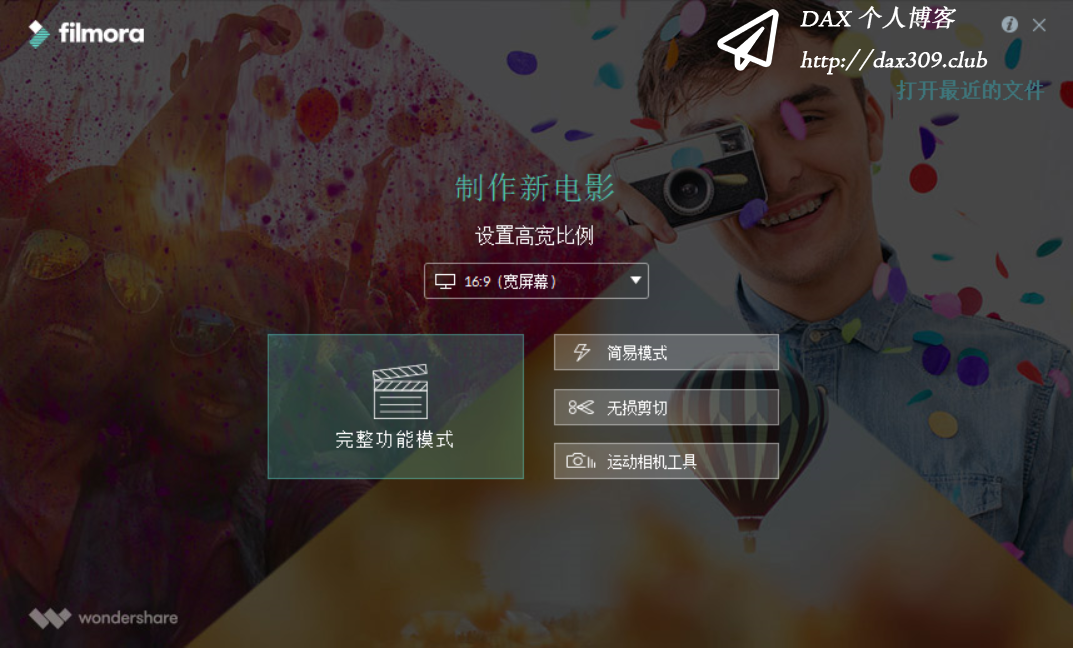 filmora
DAX 个人博客
http://dax309.club
打开最近的文件
制作新电影
设置高宽比例
16:9 (宽屏幕)
完整功能模式
简易模式
无损剪切
运动相机工具
wondershare